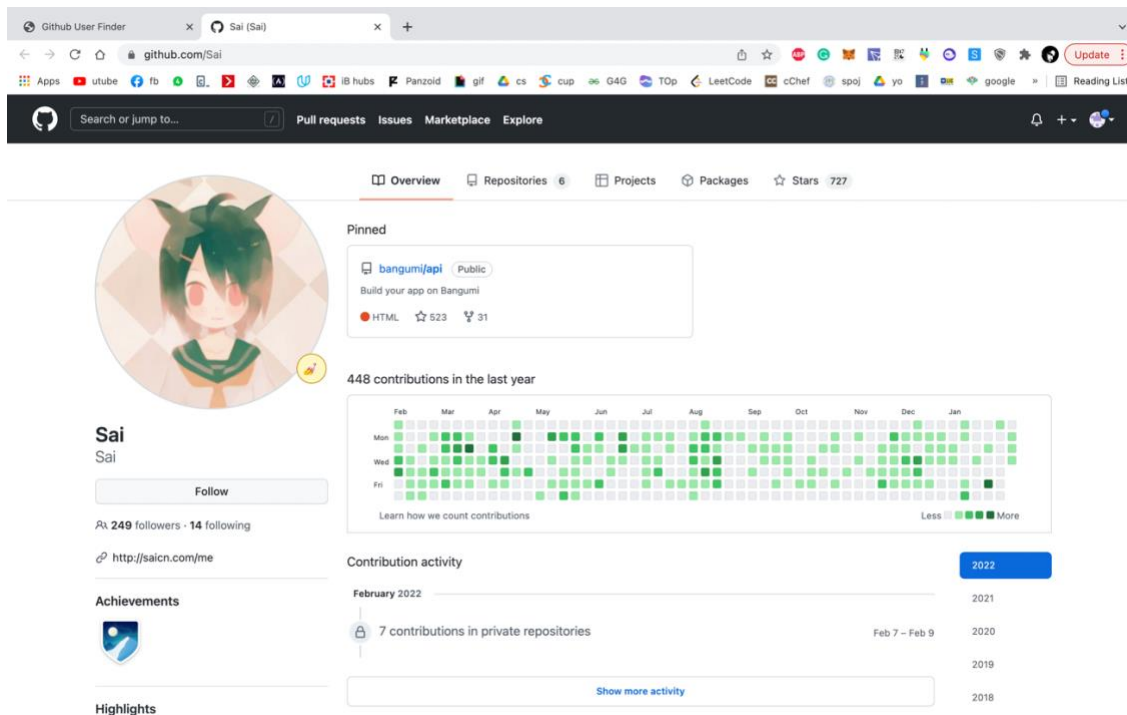 Github User Finder
Sai (Sai)
github.com/Sai
Update
Apps utube fb iB hubs Panzoid gif cs cup G4G TOp LeetCode cChef spoj yo google » Reading List
Search or jump to... /
Pull requests Issues Marketplace Explore
Overview Repositories 6 Projects Packages Stars 727
Pinned
bangumi/api Public
Build your app on Bangumi
HTML 523 31
448 contributions in the last year
Feb Mar Apr May Jun Jul Aug Sep Oct Nov Dec Jan
Mon
Wed
Fri
Learn how we count contributions
Less More
Sai
Sai
Follow
249 followers · 14 following
http://saicn.com/me
Achievements
Highlights
Contribution activity
February 2022
7 contributions in private repositories
Feb 7 – Feb 9
Show more activity
2022
2021
2020
2019
2018